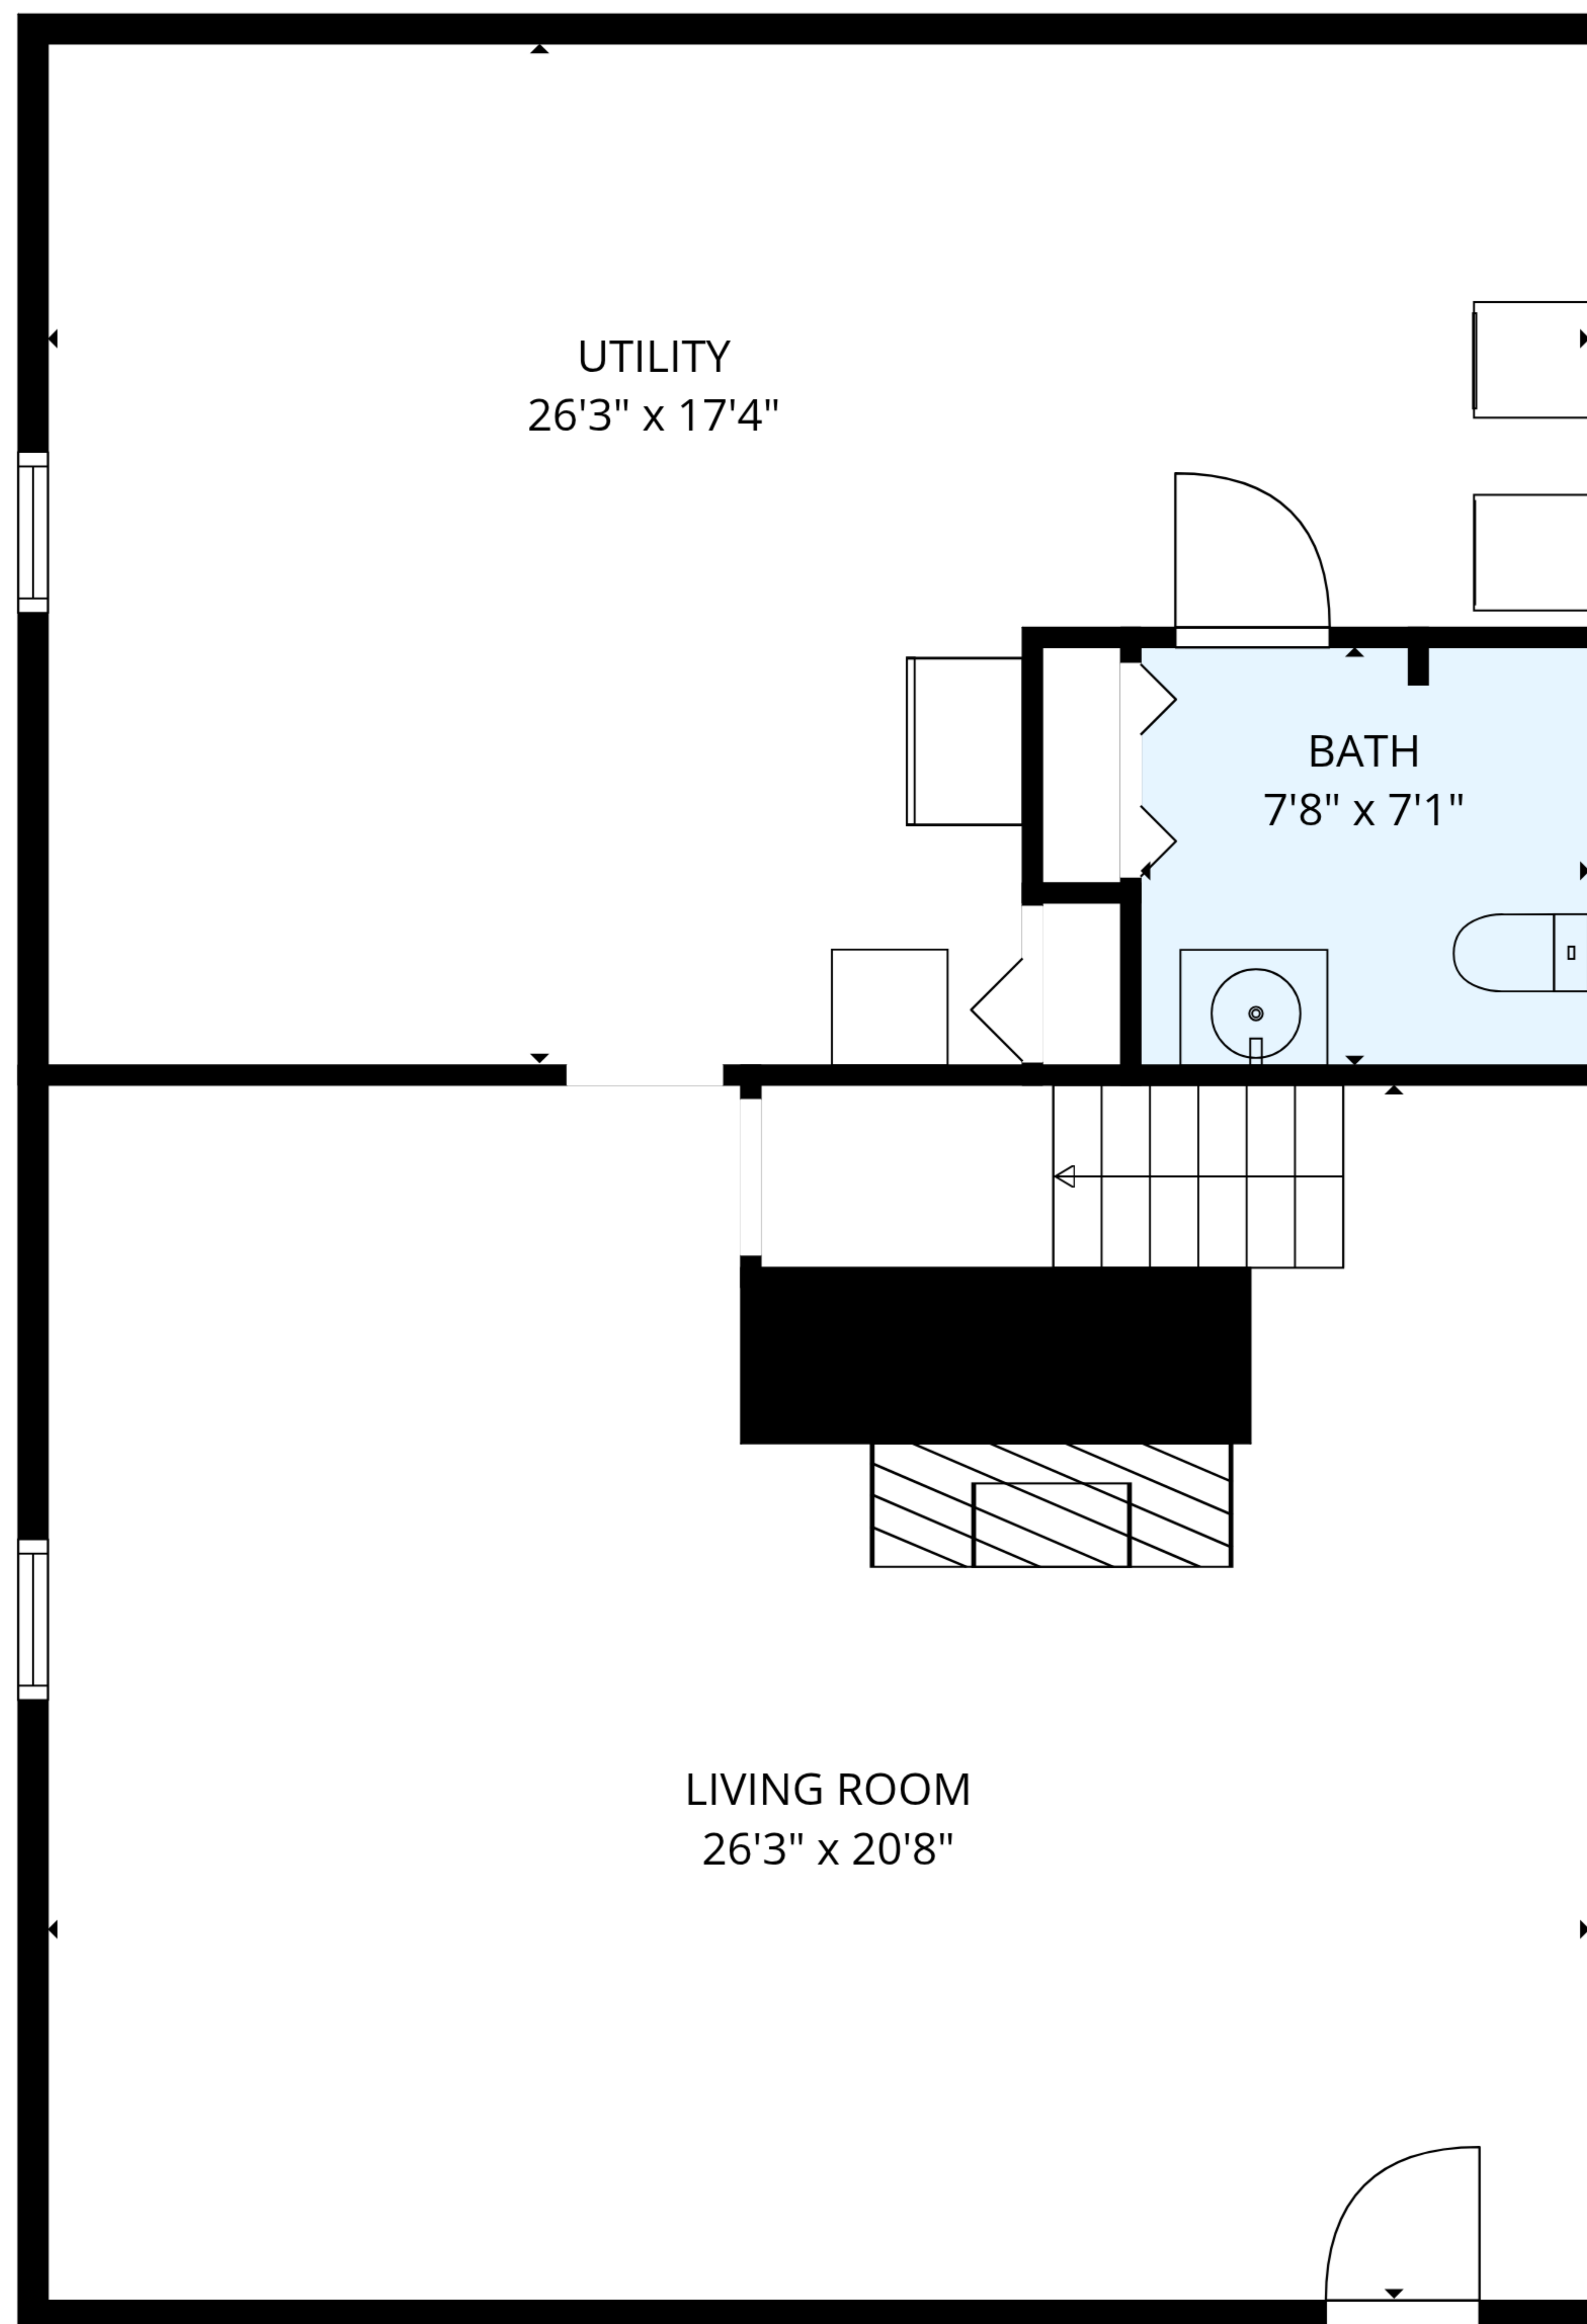 UTILITY
26'3" x 17'4"
BATH
7'8" x 7'1"
LIVING ROOM
26'3" x 20'8"